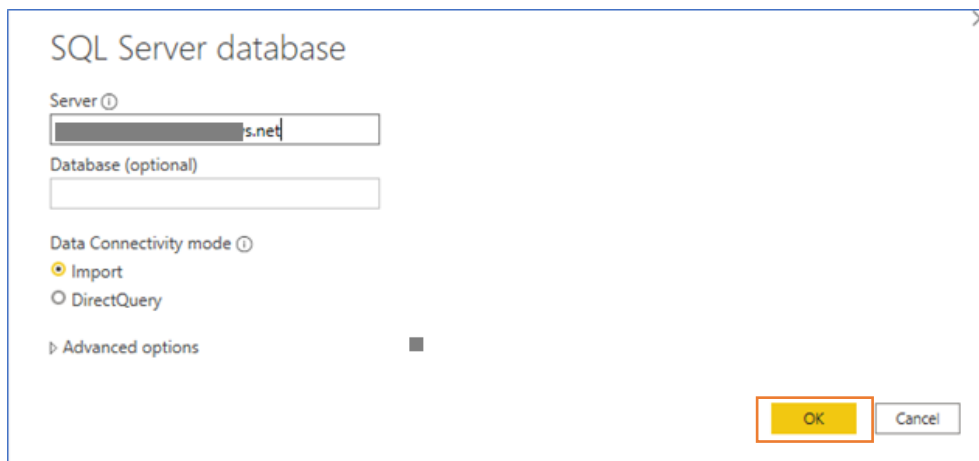 SQL Server database
Server
s.net
Database (optional)
Data Connectivity mode
Import
DirectQuery
Advanced options
OK Cancel